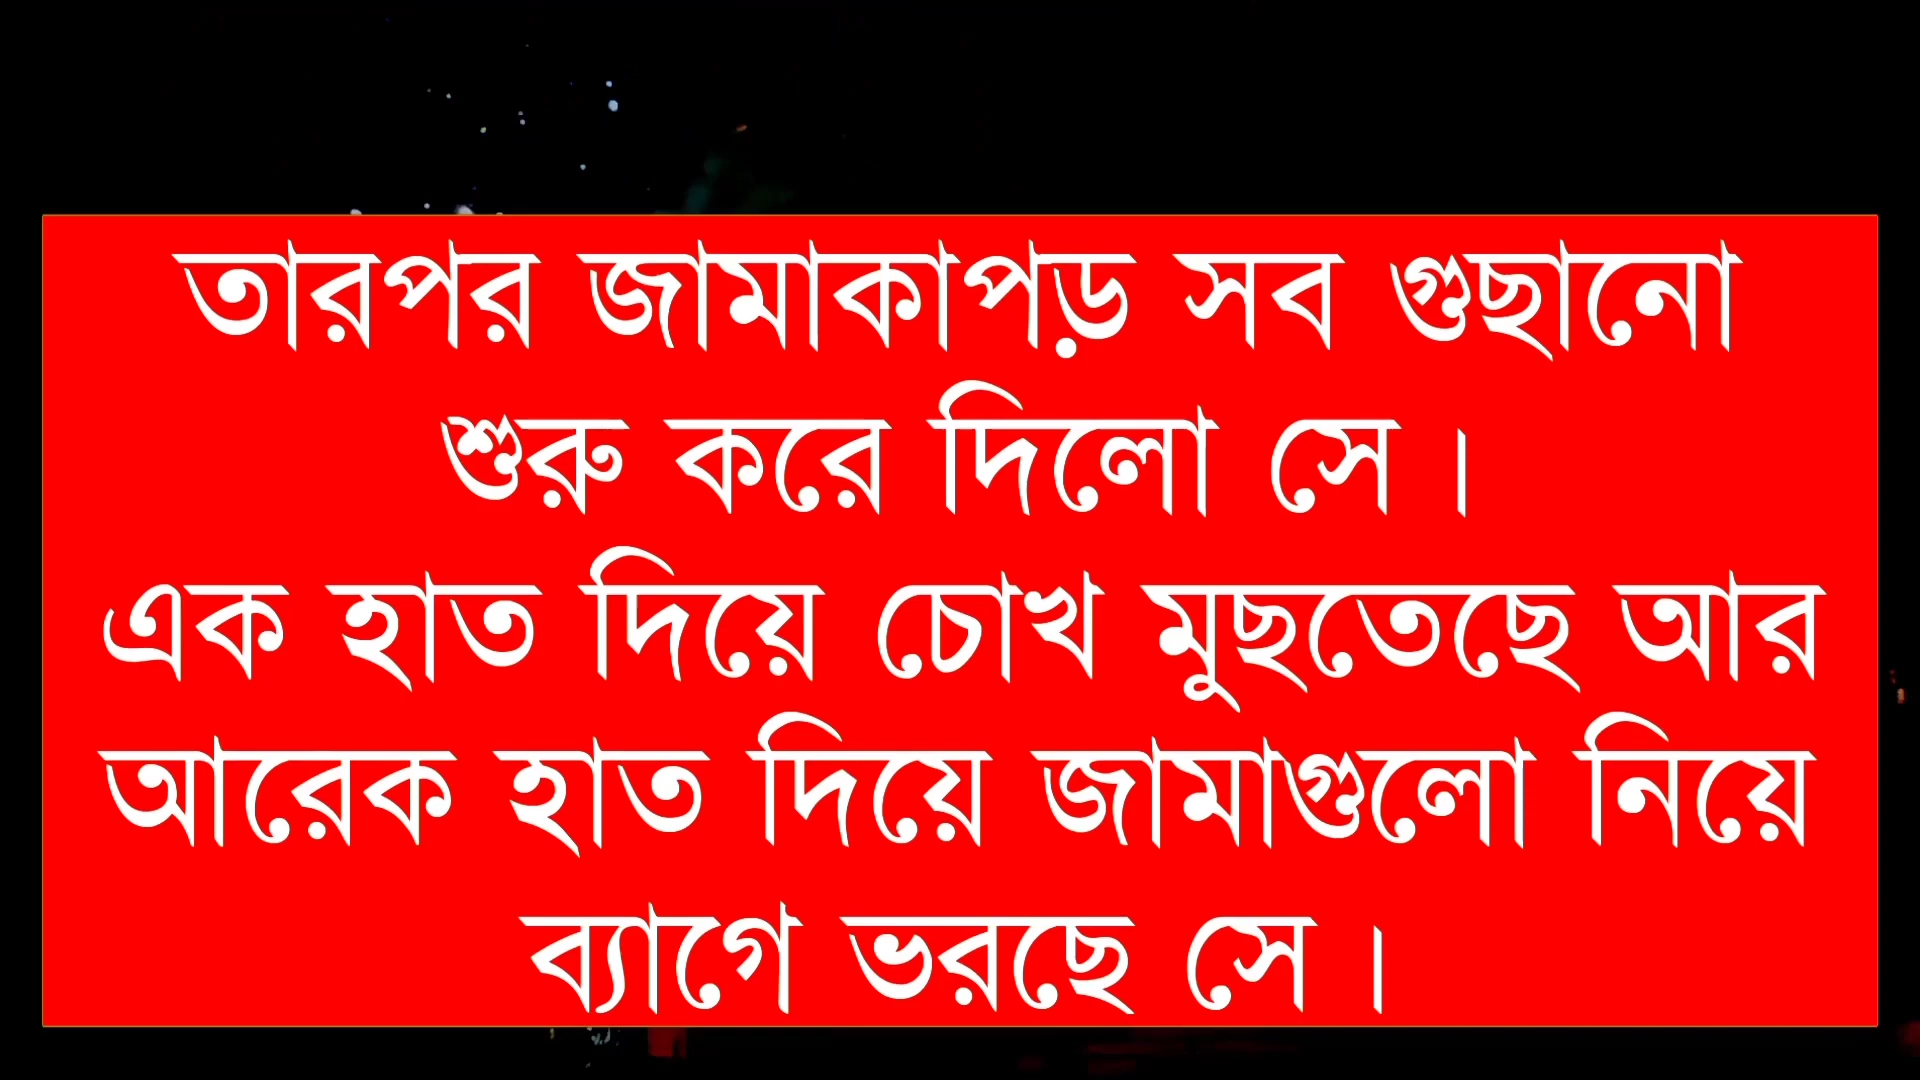 তারপর জামাকাপড় সব গুছানো
শুরু করে দিলো সে।
এক হাত দিয়ে চোখ মুছতেছে আর
আরেক হাত দিয়ে জামাগুলো নিয়ে
ব্যাগে ভরছে সে।